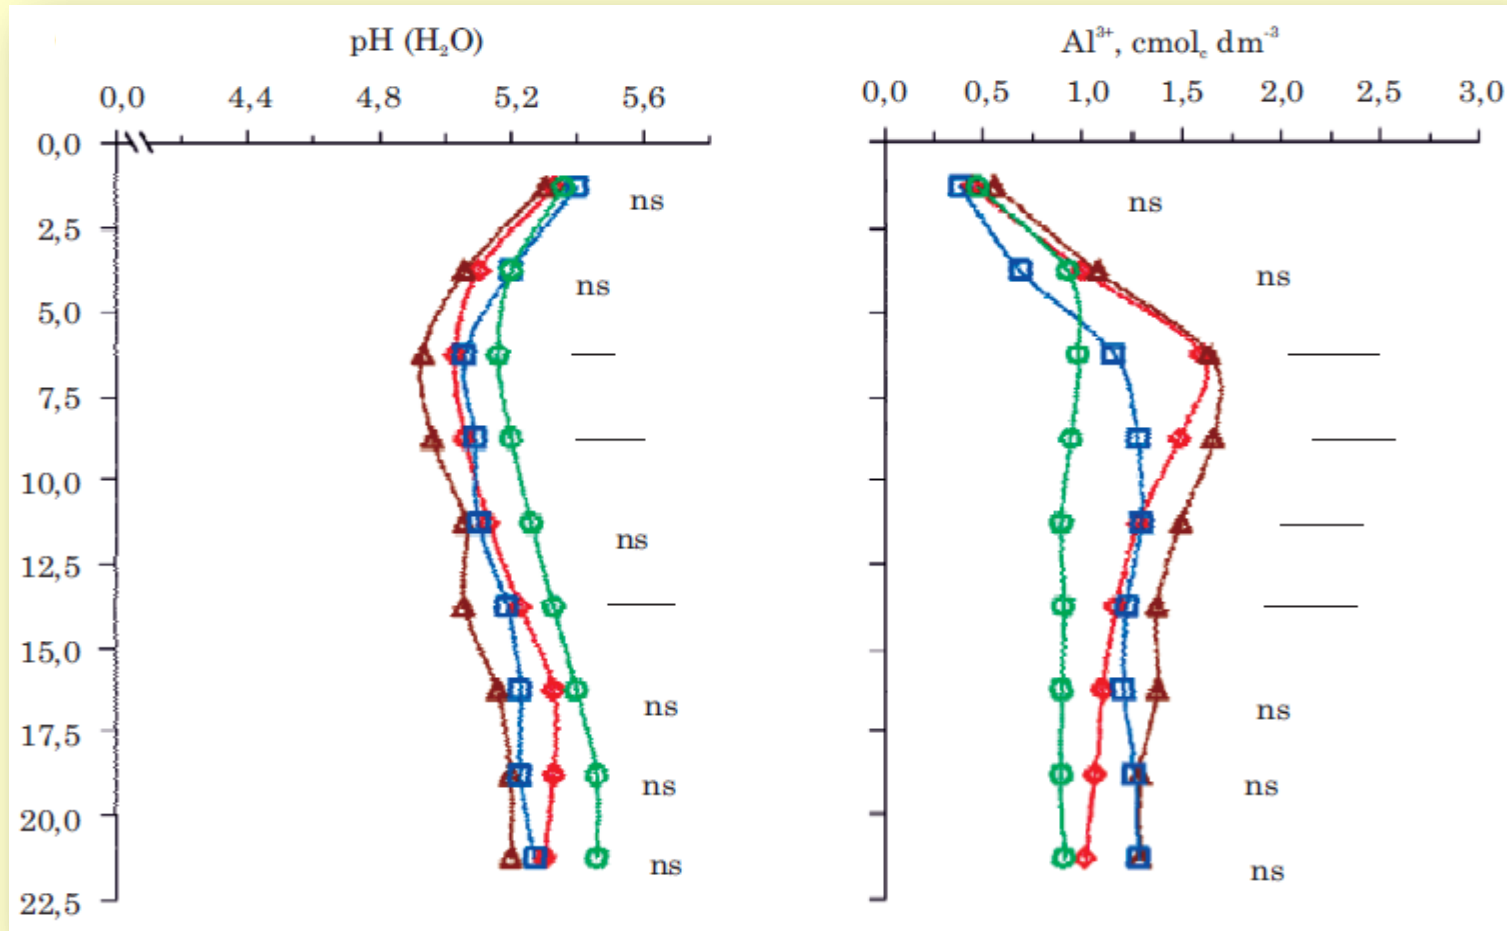 pH (H₂O)
0,0 4,4 4,8 5,2 5,6
0,0
2,5
5,0
7,5
10,0
12,5
15,0
17,5
20,0
22,5
ns
ns
ns
ns
ns
ns
Al³⁺, cmol꜀ dm⁻³
0,0 0,5 1,0 1,5 2,0 2,5 3,0
ns
ns
ns
ns
ns